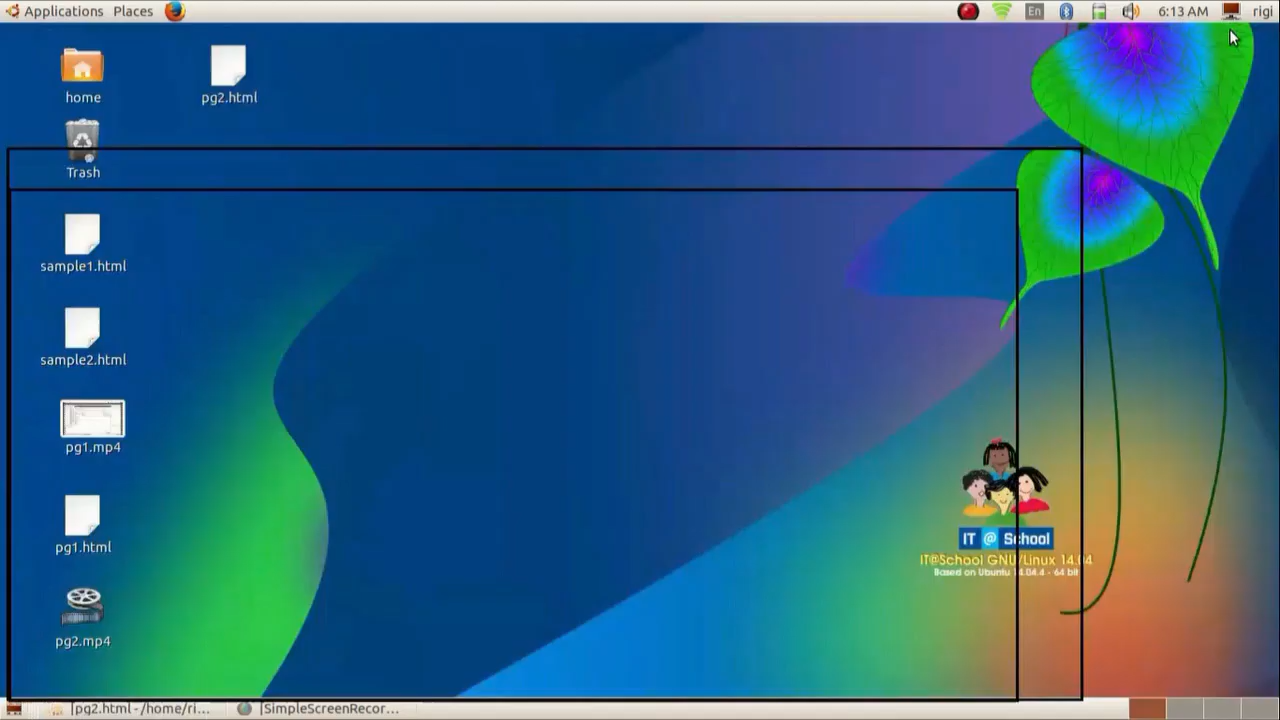 Applications Places
En
6:13 AM
rigi
home
pg2.html
Trash
sample1.html
sample2.html
pg1.mp4
pg1.html
pg2.mp4
IT @ School
IT@School GNU/Linux 14.04
Based on Ubuntu 14.04.4 - 64 bit
[pg2.html - /home/ri...
[SimpleScreenRecor...